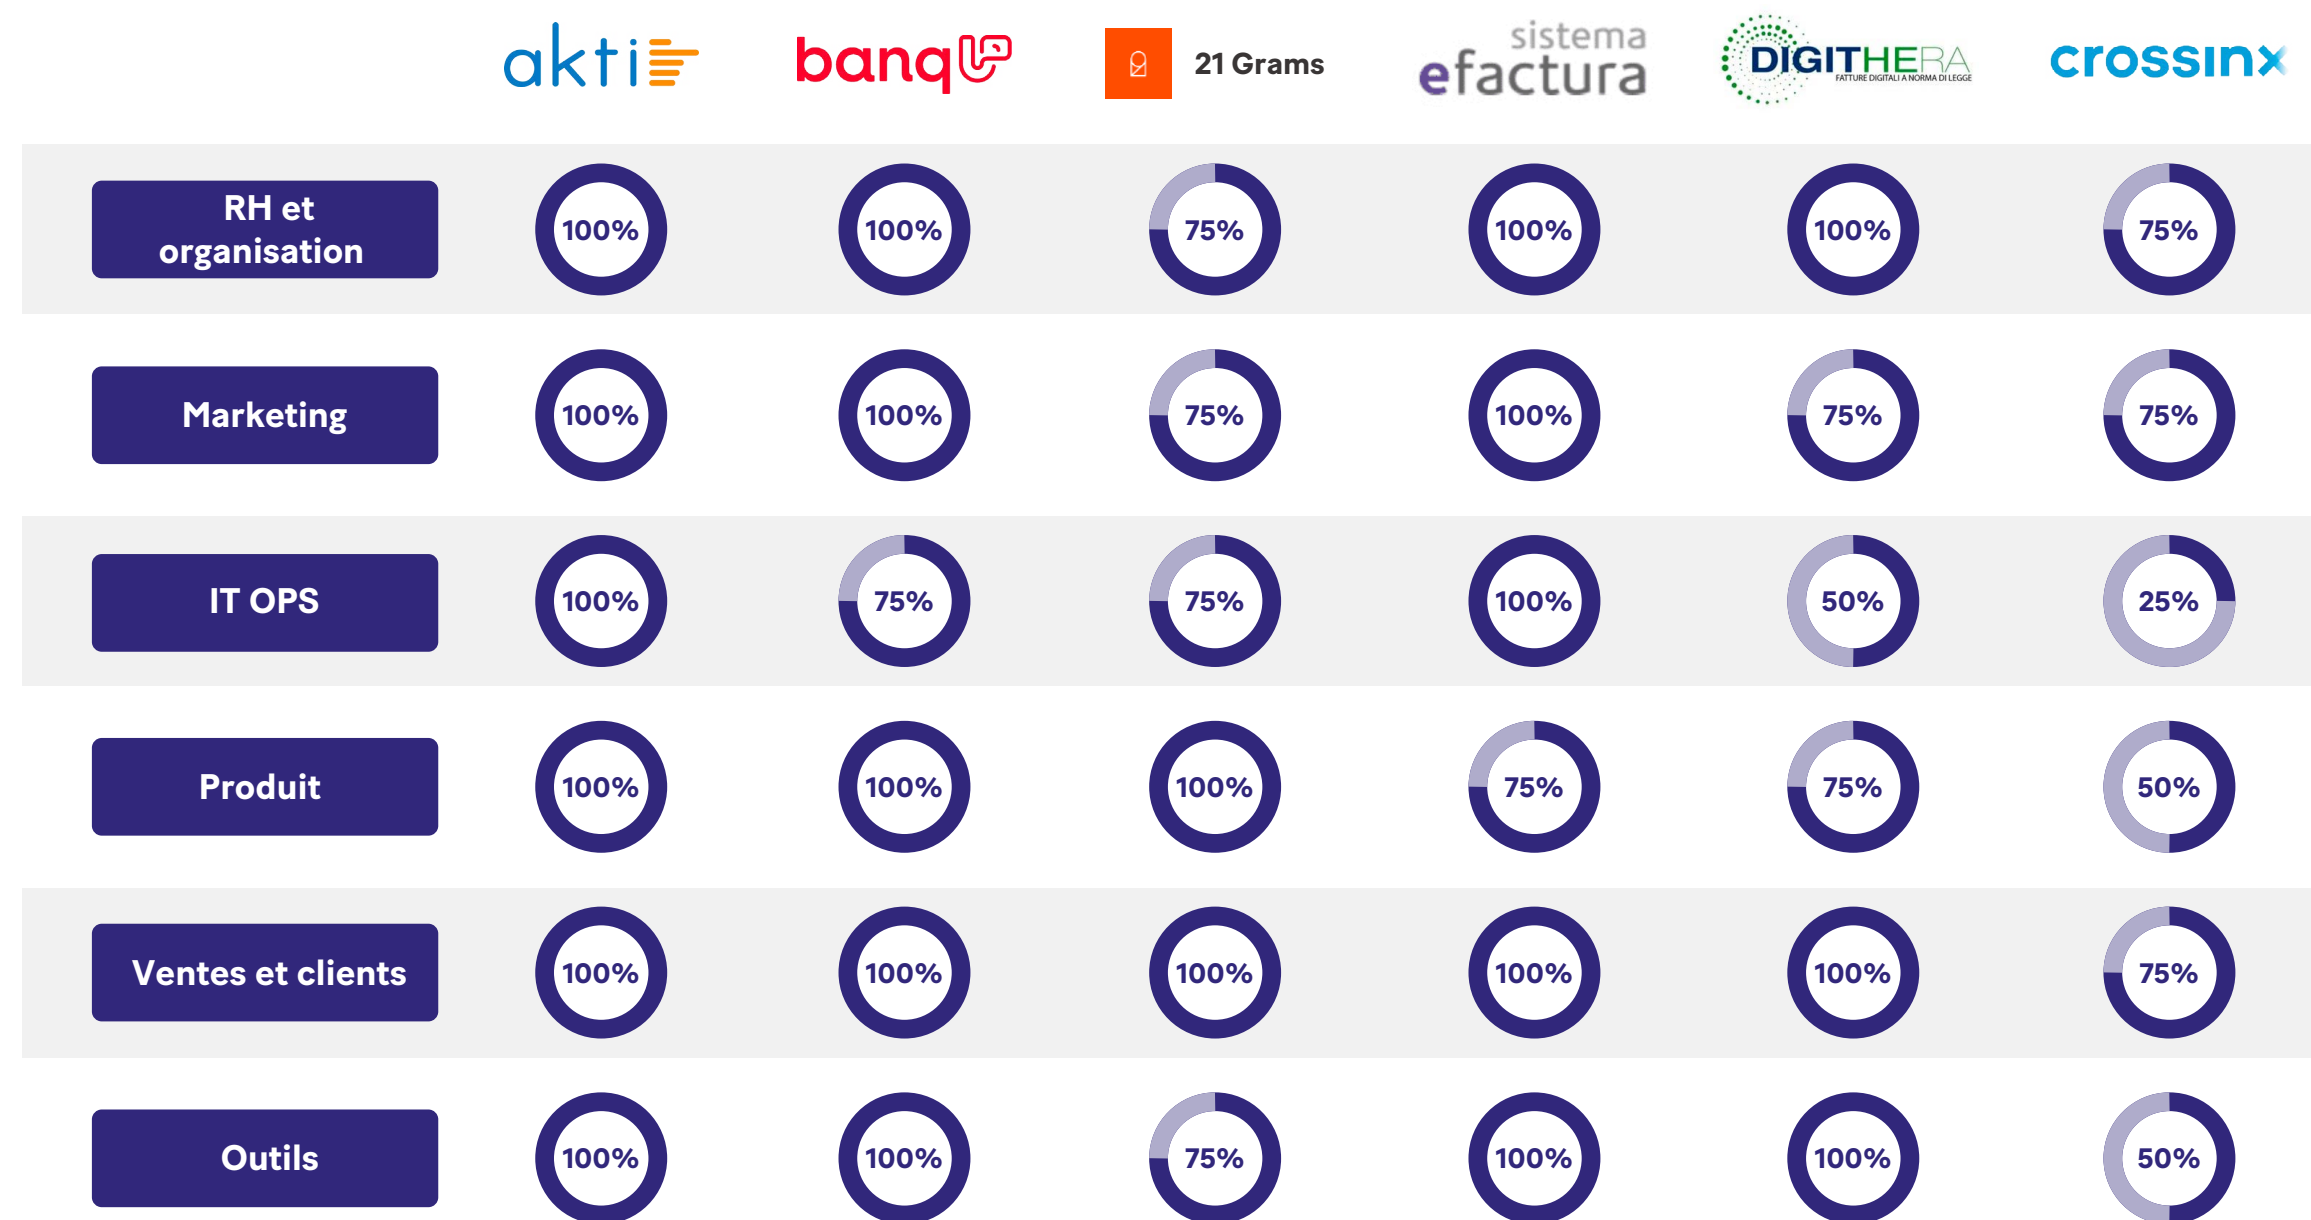 akti
banqUP
21 Grams
sistema
efactura
DIGITHERA
FATTURE DIGITALI A NORMA DI LEGGE
crossinx
RH et
organisation
100% 100% 75% 100% 100% 75%
Marketing
100% 100% 75% 100% 75% 75%
IT OPS
100% 75% 75% 100% 50% 25%
Produit
100% 100% 100% 75% 75% 50%
Ventes et clients
100% 100% 100% 100% 100% 75%
Outils
100% 100% 75% 100% 100% 50%